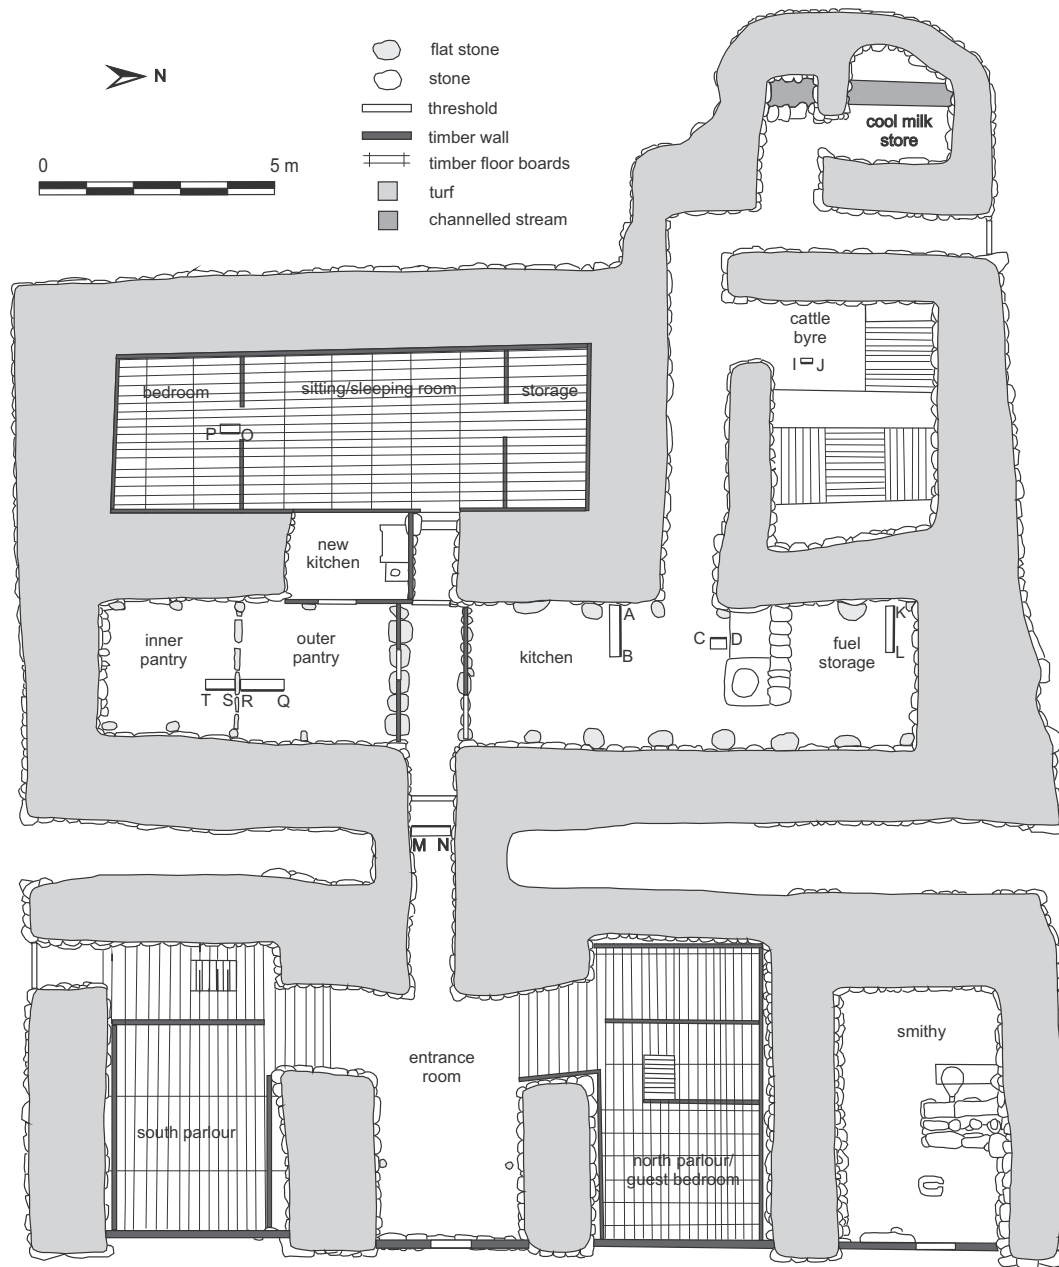 flat stone
N
stone
threshold
timber wall
0
5 m
timber floor boards
turf
channelled stream
cool milk
store
cattle
byre
I
J
bedroom
sitting/sleeping room
storage
P
O
new
kitchen
inner
pantry
outer
pantry
kitchen
A
B
C
D
fuel
storage
K
L
T
S
R
Q
M
N
entrance
room
smithy
south parlour
north parlour/
guest bedroom